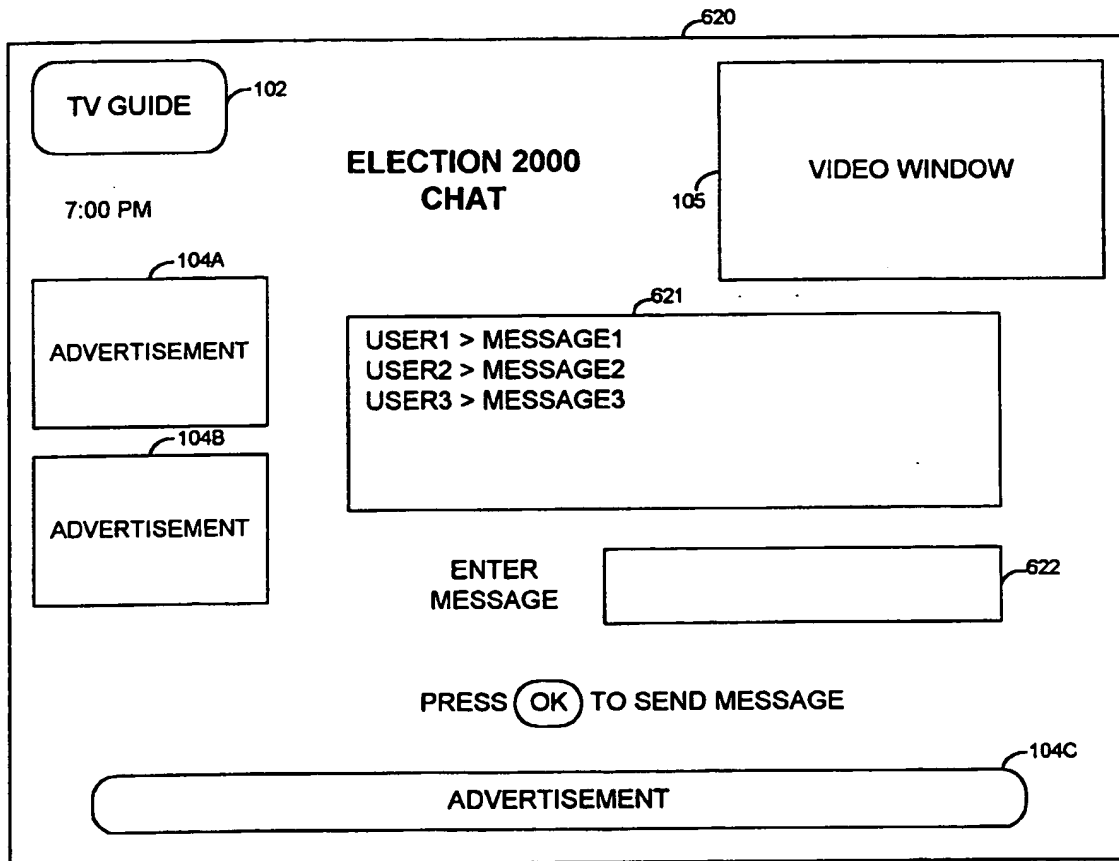 620
TV GUIDE
102
ELECTION 2000
CHAT
VIDEO WINDOW
105
7:00 PM
104A
ADVERTISEMENT
621
USER1 > MESSAGE1
USER2 > MESSAGE2
USER3 > MESSAGE3
104B
ADVERTISEMENT
ENTER
MESSAGE
622
PRESS OK TO SEND MESSAGE
104C
ADVERTISEMENT